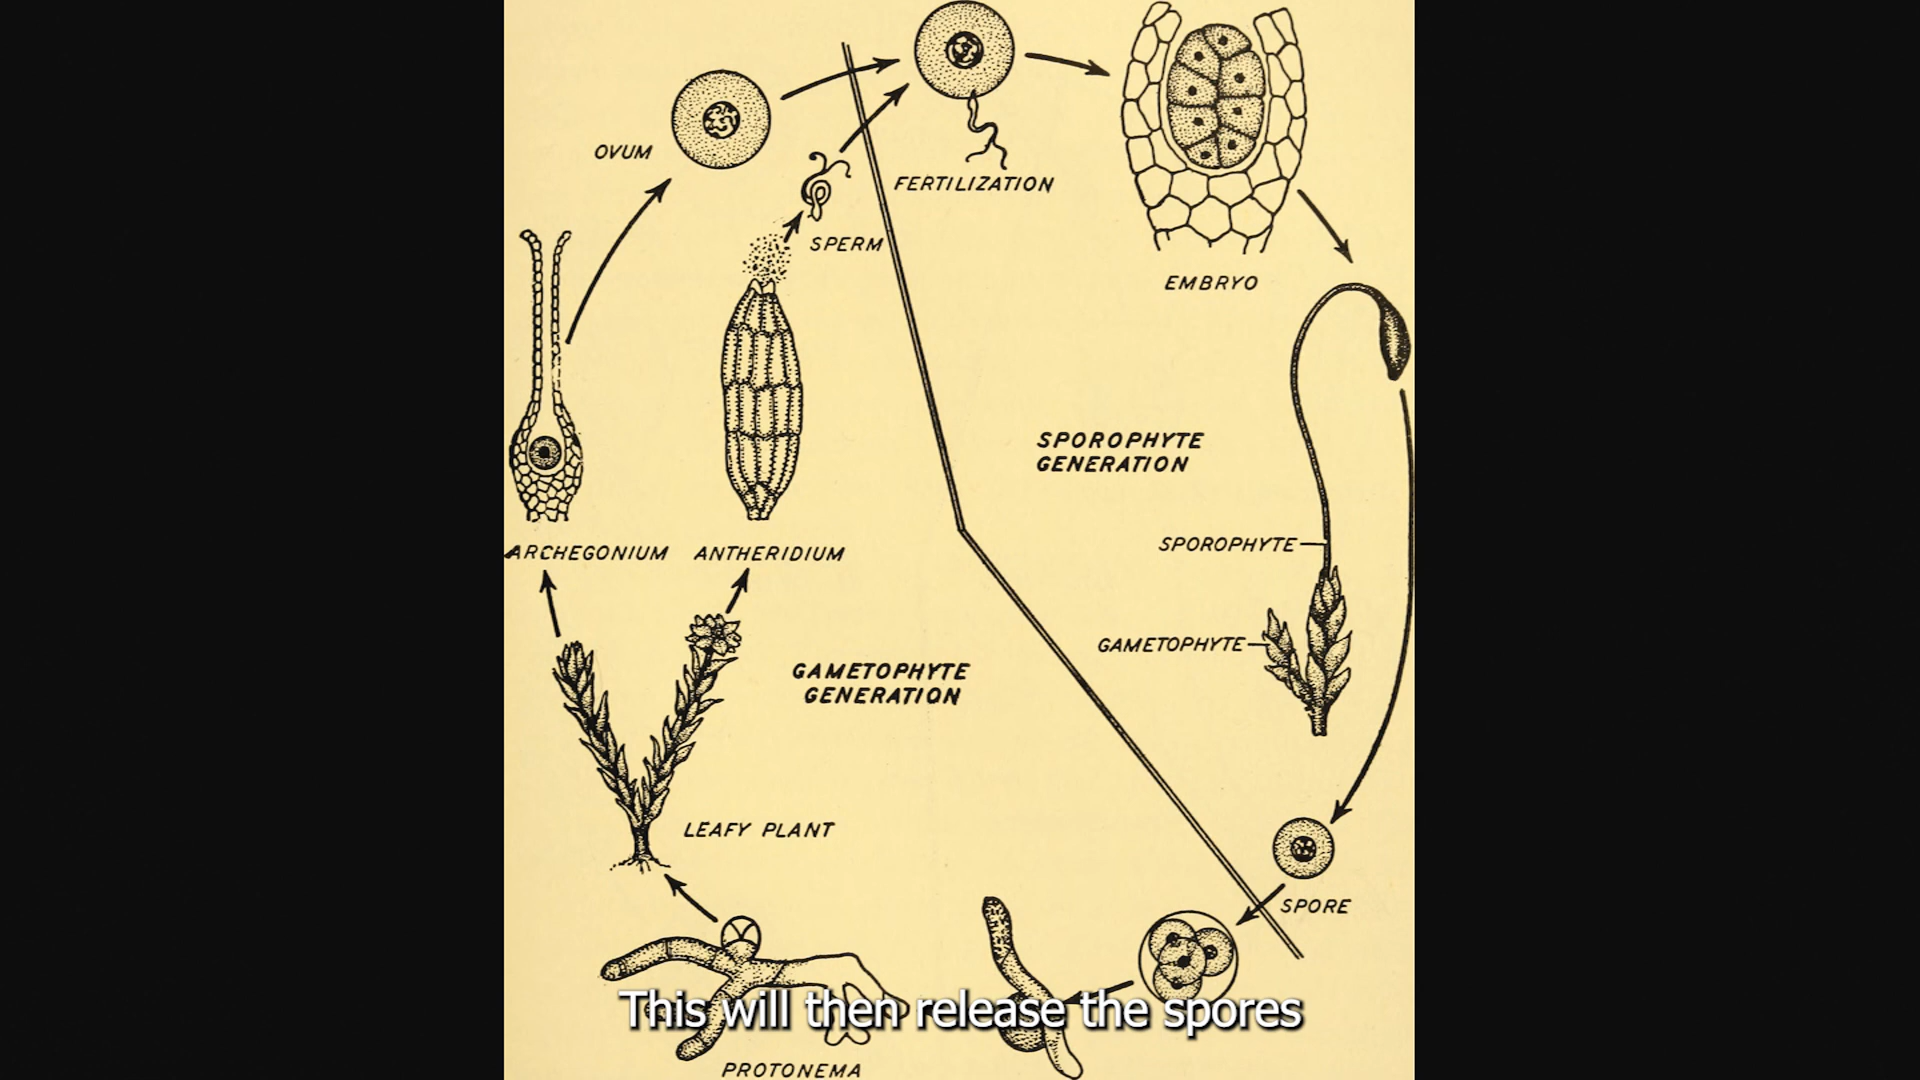 OVUM
SPERM
FERTILIZATION
EMBRYO
ARCHEGONIUM
ANTHERIDIUM
SPOROPHYTE
GENERATION
SPOROPHYTE
GAMETOPHYTE
GAMETOPHYTE
GENERATION
LEAFY PLANT
SPORE
This will then release the spores
PROTONEMA